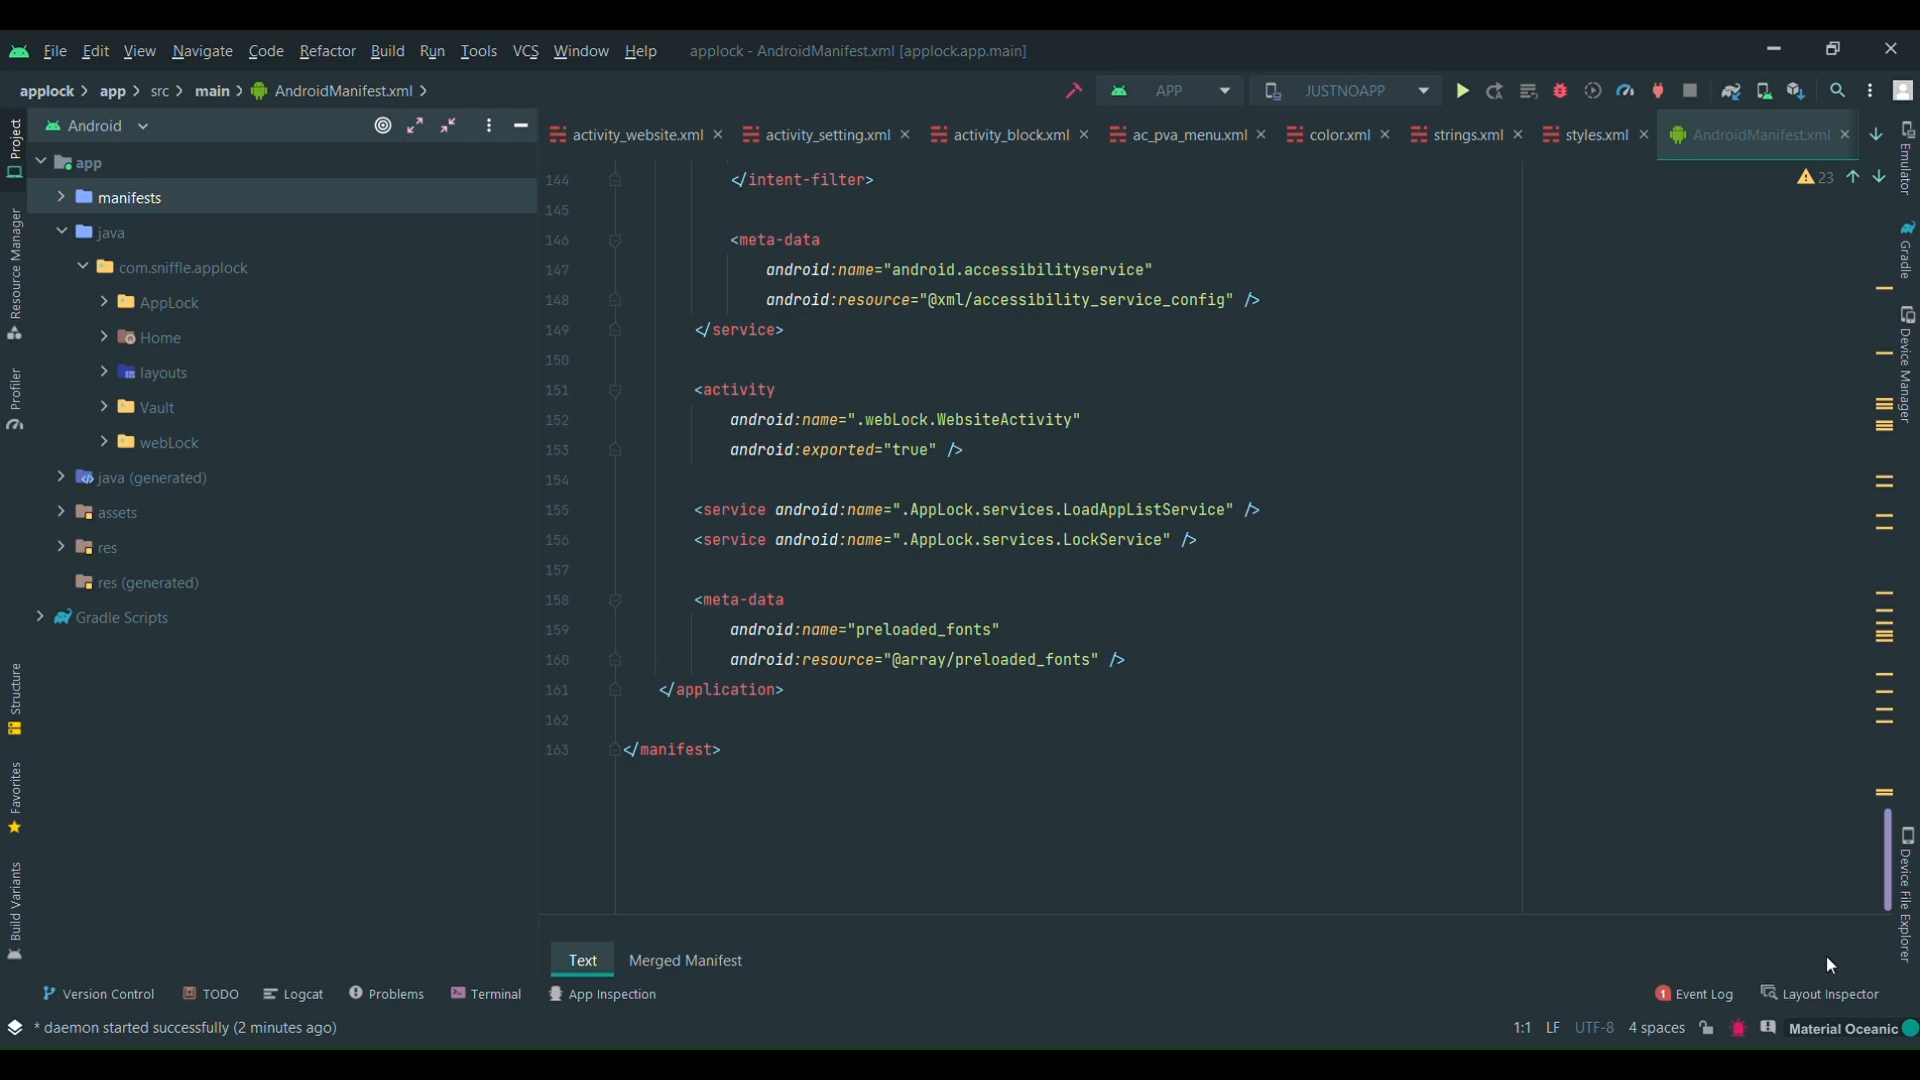 File Edit View Navigate Code Refactor Build Run Tools VCS Window Help applock - AndroidManifest.xml [applock.app.main]
applock app src main AndroidManifest.xml APP JUSTNOAPP
Android
activity_website.xml activity_setting.xml activity_block.xml ac_pva_menu.xml color.xml strings.xml styles.xml AndroidManifest.xml
Project
Resource Manager
Profiler
Structure
Favorites
Build Variants
app
manifests
java
com.sniffle.applock
AppLock
Home
layouts
Vault
webLock
java (generated)
assets
res
res (generated)
Gradle Scripts
23
144 </intent-filter>
145
146 <meta-data
147 android:name="android.accessibilityservice"
148 android:resource="@xml/accessibility_service_config" />
149 </service>
150
151 <activity
152 android:name=".webLock.WebsiteActivity"
153 android:exported="true" />
154
155 <service android:name=".AppLock.services.LoadAppListService" />
156 <service android:name=".AppLock.services.LockService" />
157
158 <meta-data
159 android:name="preloaded_fonts"
160 android:resource="@array/preloaded_fonts" />
161 </application>
162
163 </manifest>
Emulator
Gradle
Device Manager
Device File Explorer
Text Merged Manifest
Version Control TODO Logcat Problems Terminal App Inspection 1 Event Log Layout Inspector
* daemon started successfully (2 minutes ago) 1:1 LF UTF-8 4 spaces Material Oceanic